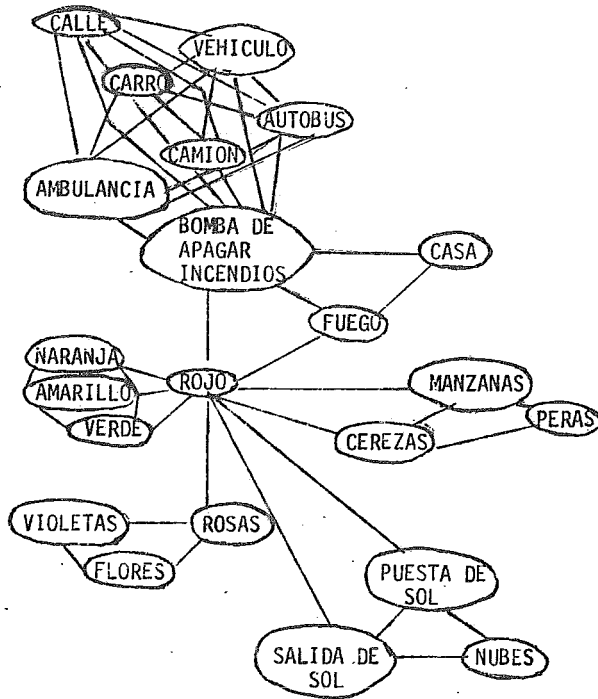 CALLE
VEHICULO
CARRO
AUTOBUS
CAMION
AMBULANCIA
BOMBA DE
APAGAR
INCENDIOS
CASA
FUEGO
NARANJA
ROJO
AMARILLO
MANZANAS
PERAS
VERDE
CEREZAS
VIOLETAS
ROSAS
FLORES
PUESTA DE
SOL
SALIDA DE
SOL
NUBES